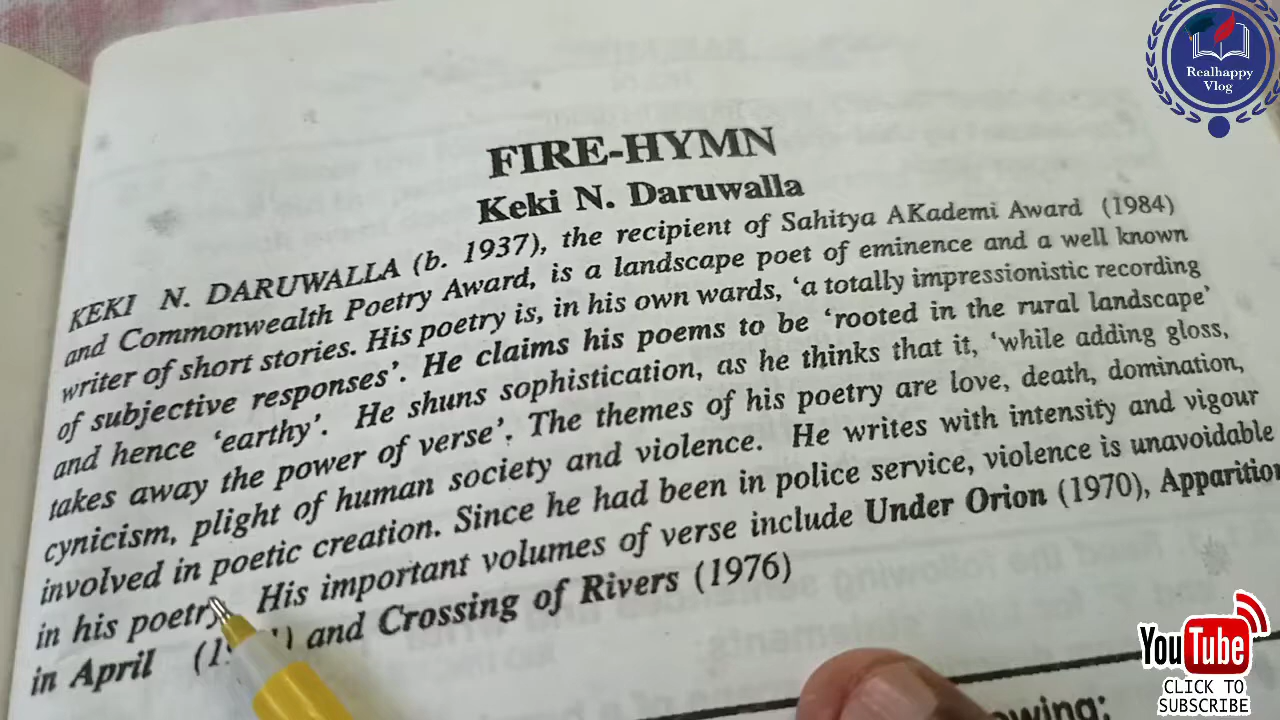 FIRE-HYMN
Keki N. Daruwalla
KEKI N. DARUWALLA (b. 1937), the recipient of Sahitya AKademi Award (1984)
and Commonwealth Poetry Award, is a landscape poet of eminence and a well known
writer of short stories. His poetry is, in his own wards, 'a totally impressionistic recording
of subjective responses'. He claims his poems to be 'rooted in the rural landscape'
and hence 'earthy'. He shuns sophistication, as he thinks that it, 'while adding gloss,
takes away the power of verse'. The themes of his poetry are love, death, domination,
cynicism, plight of human society and violence. He writes with intensity and vigour
involved in poetic creation. Since he had been in police service, violence is unavoidable
in his poetry His important volumes of verse include Under Orion (1970), Apparition
in April and Crossing of Rivers (1976)
Realhappy
Vlog
YouTube
CLICK TO
SUBSCRIBE